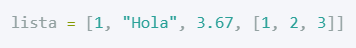 lista = [1, "Hola", 3.67, [1, 2, 3]]